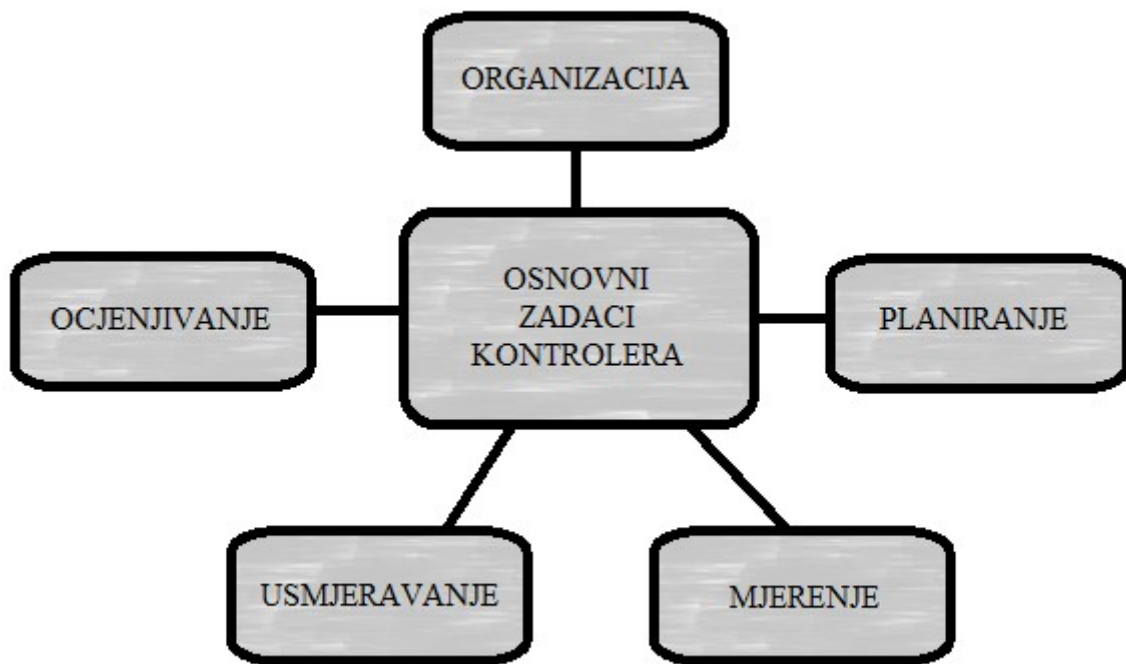 ORGANIZACIJA
OCJENJIVANJE
OSNOVNI
ZADACI
KONTROLERA
PLANIRANJE
USMJERAVANJE
MJERENJE